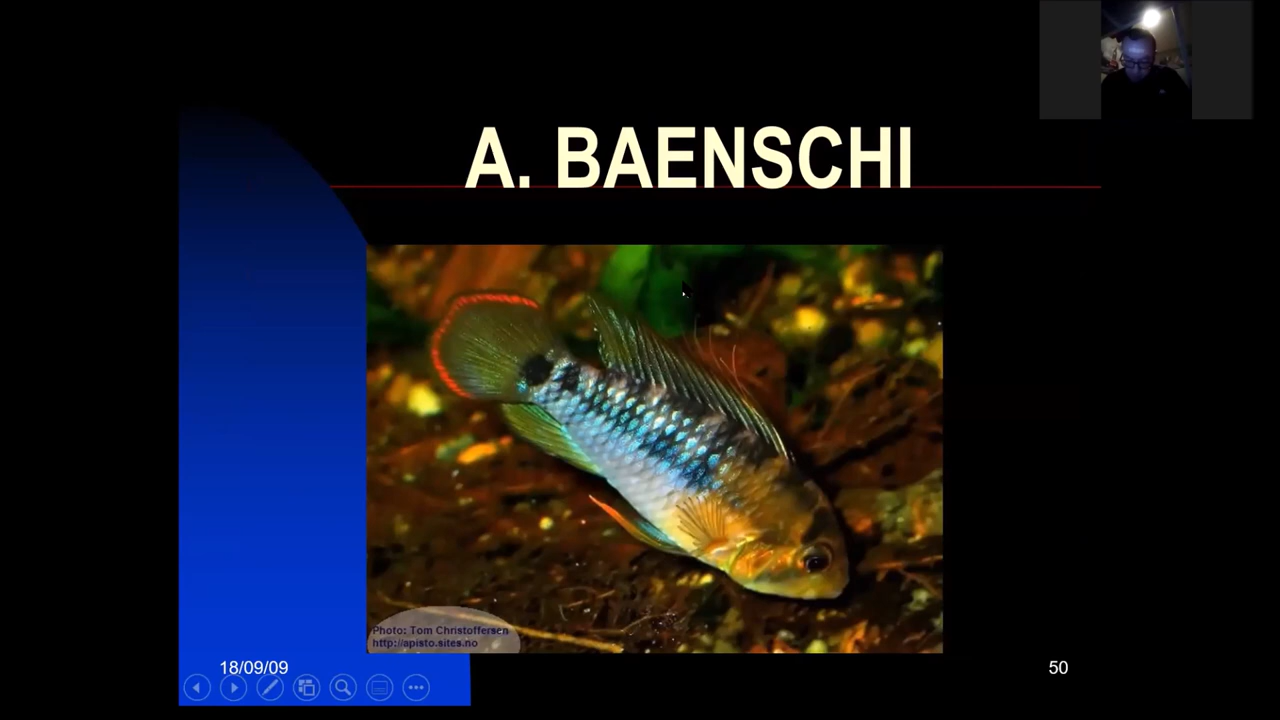 A. BAENSCHI
Photo: Tom Christoffersen
http://apisto.sites.no
18/09/09
50